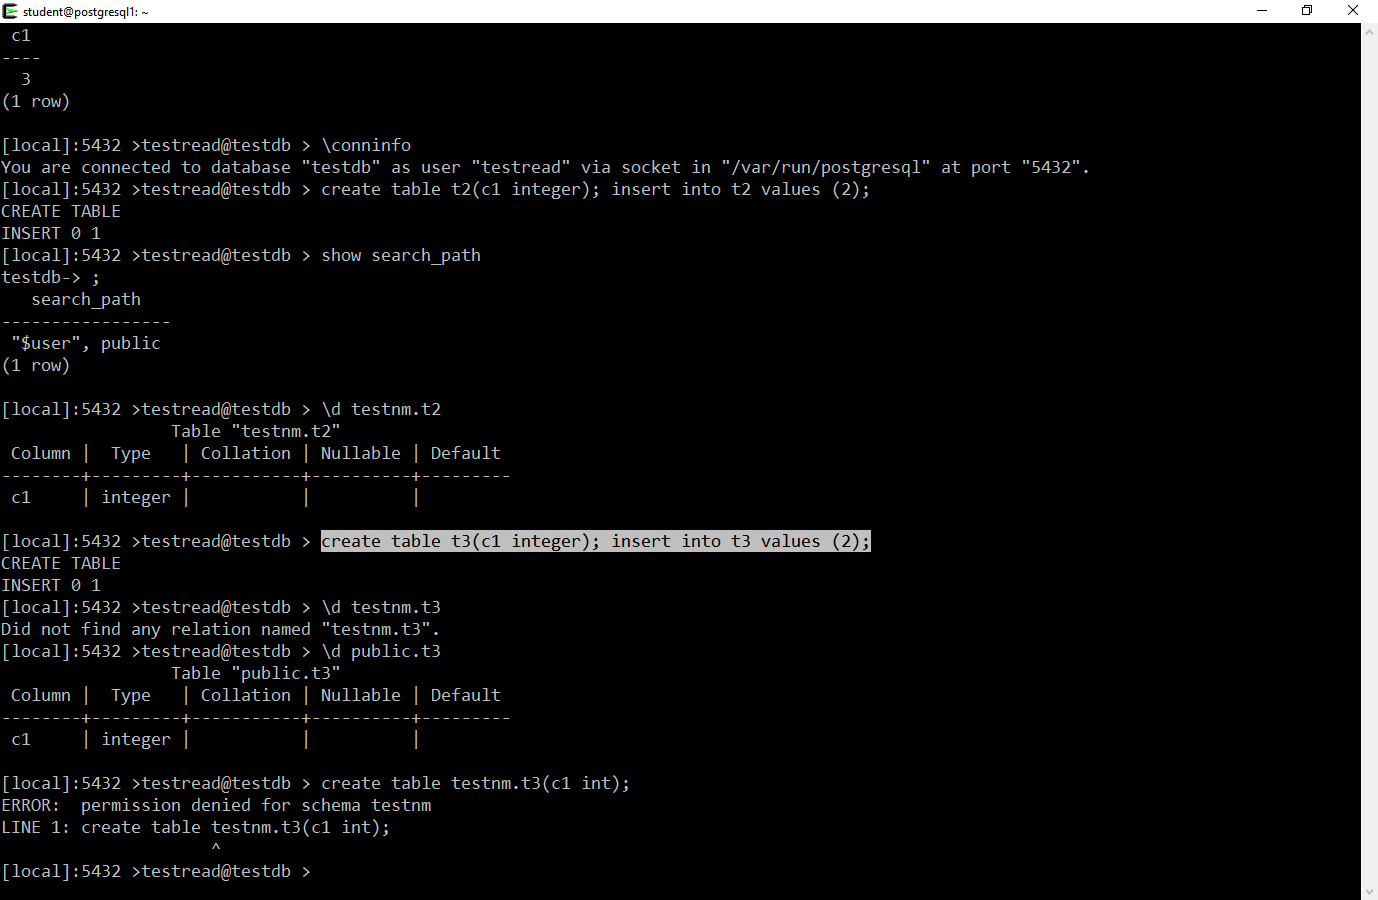 student@postgresql1: ~
 c1
----
  3
(1 row)

[local]:5432 >testread@testdb > \conninfo
You are connected to database "testdb" as user "testread" via socket in "/var/run/postgresql" at port "5432".
[local]:5432 >testread@testdb > create table t2(c1 integer); insert into t2 values (2);
CREATE TABLE
INSERT 0 1
[local]:5432 >testread@testdb > show search_path
testdb-> ;
   search_path
-----------------
 "$user", public
(1 row)

[local]:5432 >testread@testdb > \d testnm.t2
                 Table "testnm.t2"
 Column |  Type   | Collation | Nullable | Default
--------+---------+-----------+----------+---------
 c1     | integer |           |          |

[local]:5432 >testread@testdb > create table t3(c1 integer); insert into t3 values (2);
CREATE TABLE
INSERT 0 1
[local]:5432 >testread@testdb > \d testnm.t3
Did not find any relation named "testnm.t3".
[local]:5432 >testread@testdb > \d public.t3
                 Table "public.t3"
 Column |  Type   | Collation | Nullable | Default
--------+---------+-----------+----------+---------
 c1     | integer |           |          |

[local]:5432 >testread@testdb > create table testnm.t3(c1 int);
ERROR:  permission denied for schema testnm
LINE 1: create table testnm.t3(c1 int);
                     ^
[local]:5432 >testread@testdb >